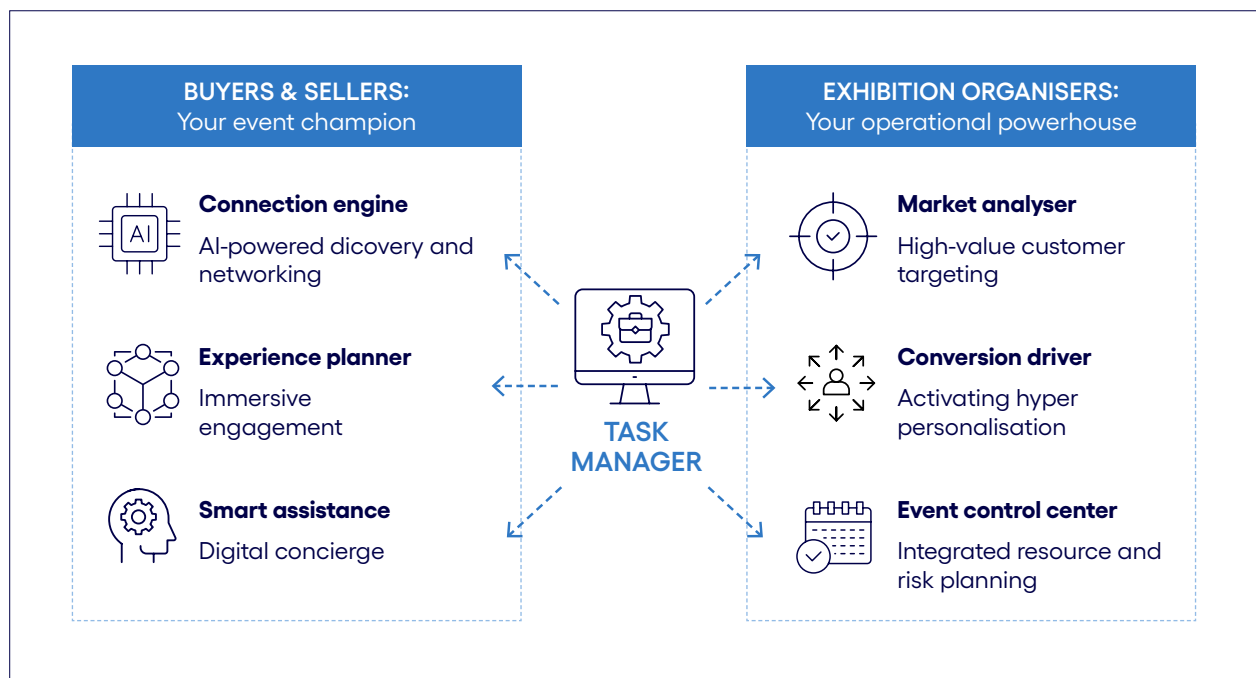 BUYERS & SELLERS:
Your event champion
AI
Connection engine
AI-powered dicovery and
networking
Experience planner
Immersive
engagement
Smart assistance
Digital concierge
TASK
MANAGER
EXHIBITION ORGANISERS:
Your operational powerhouse
Market analyser
High-value customer
targeting
Conversion driver
Activating hyper
personalisation
Event control center
Integrated resource and
risk planning